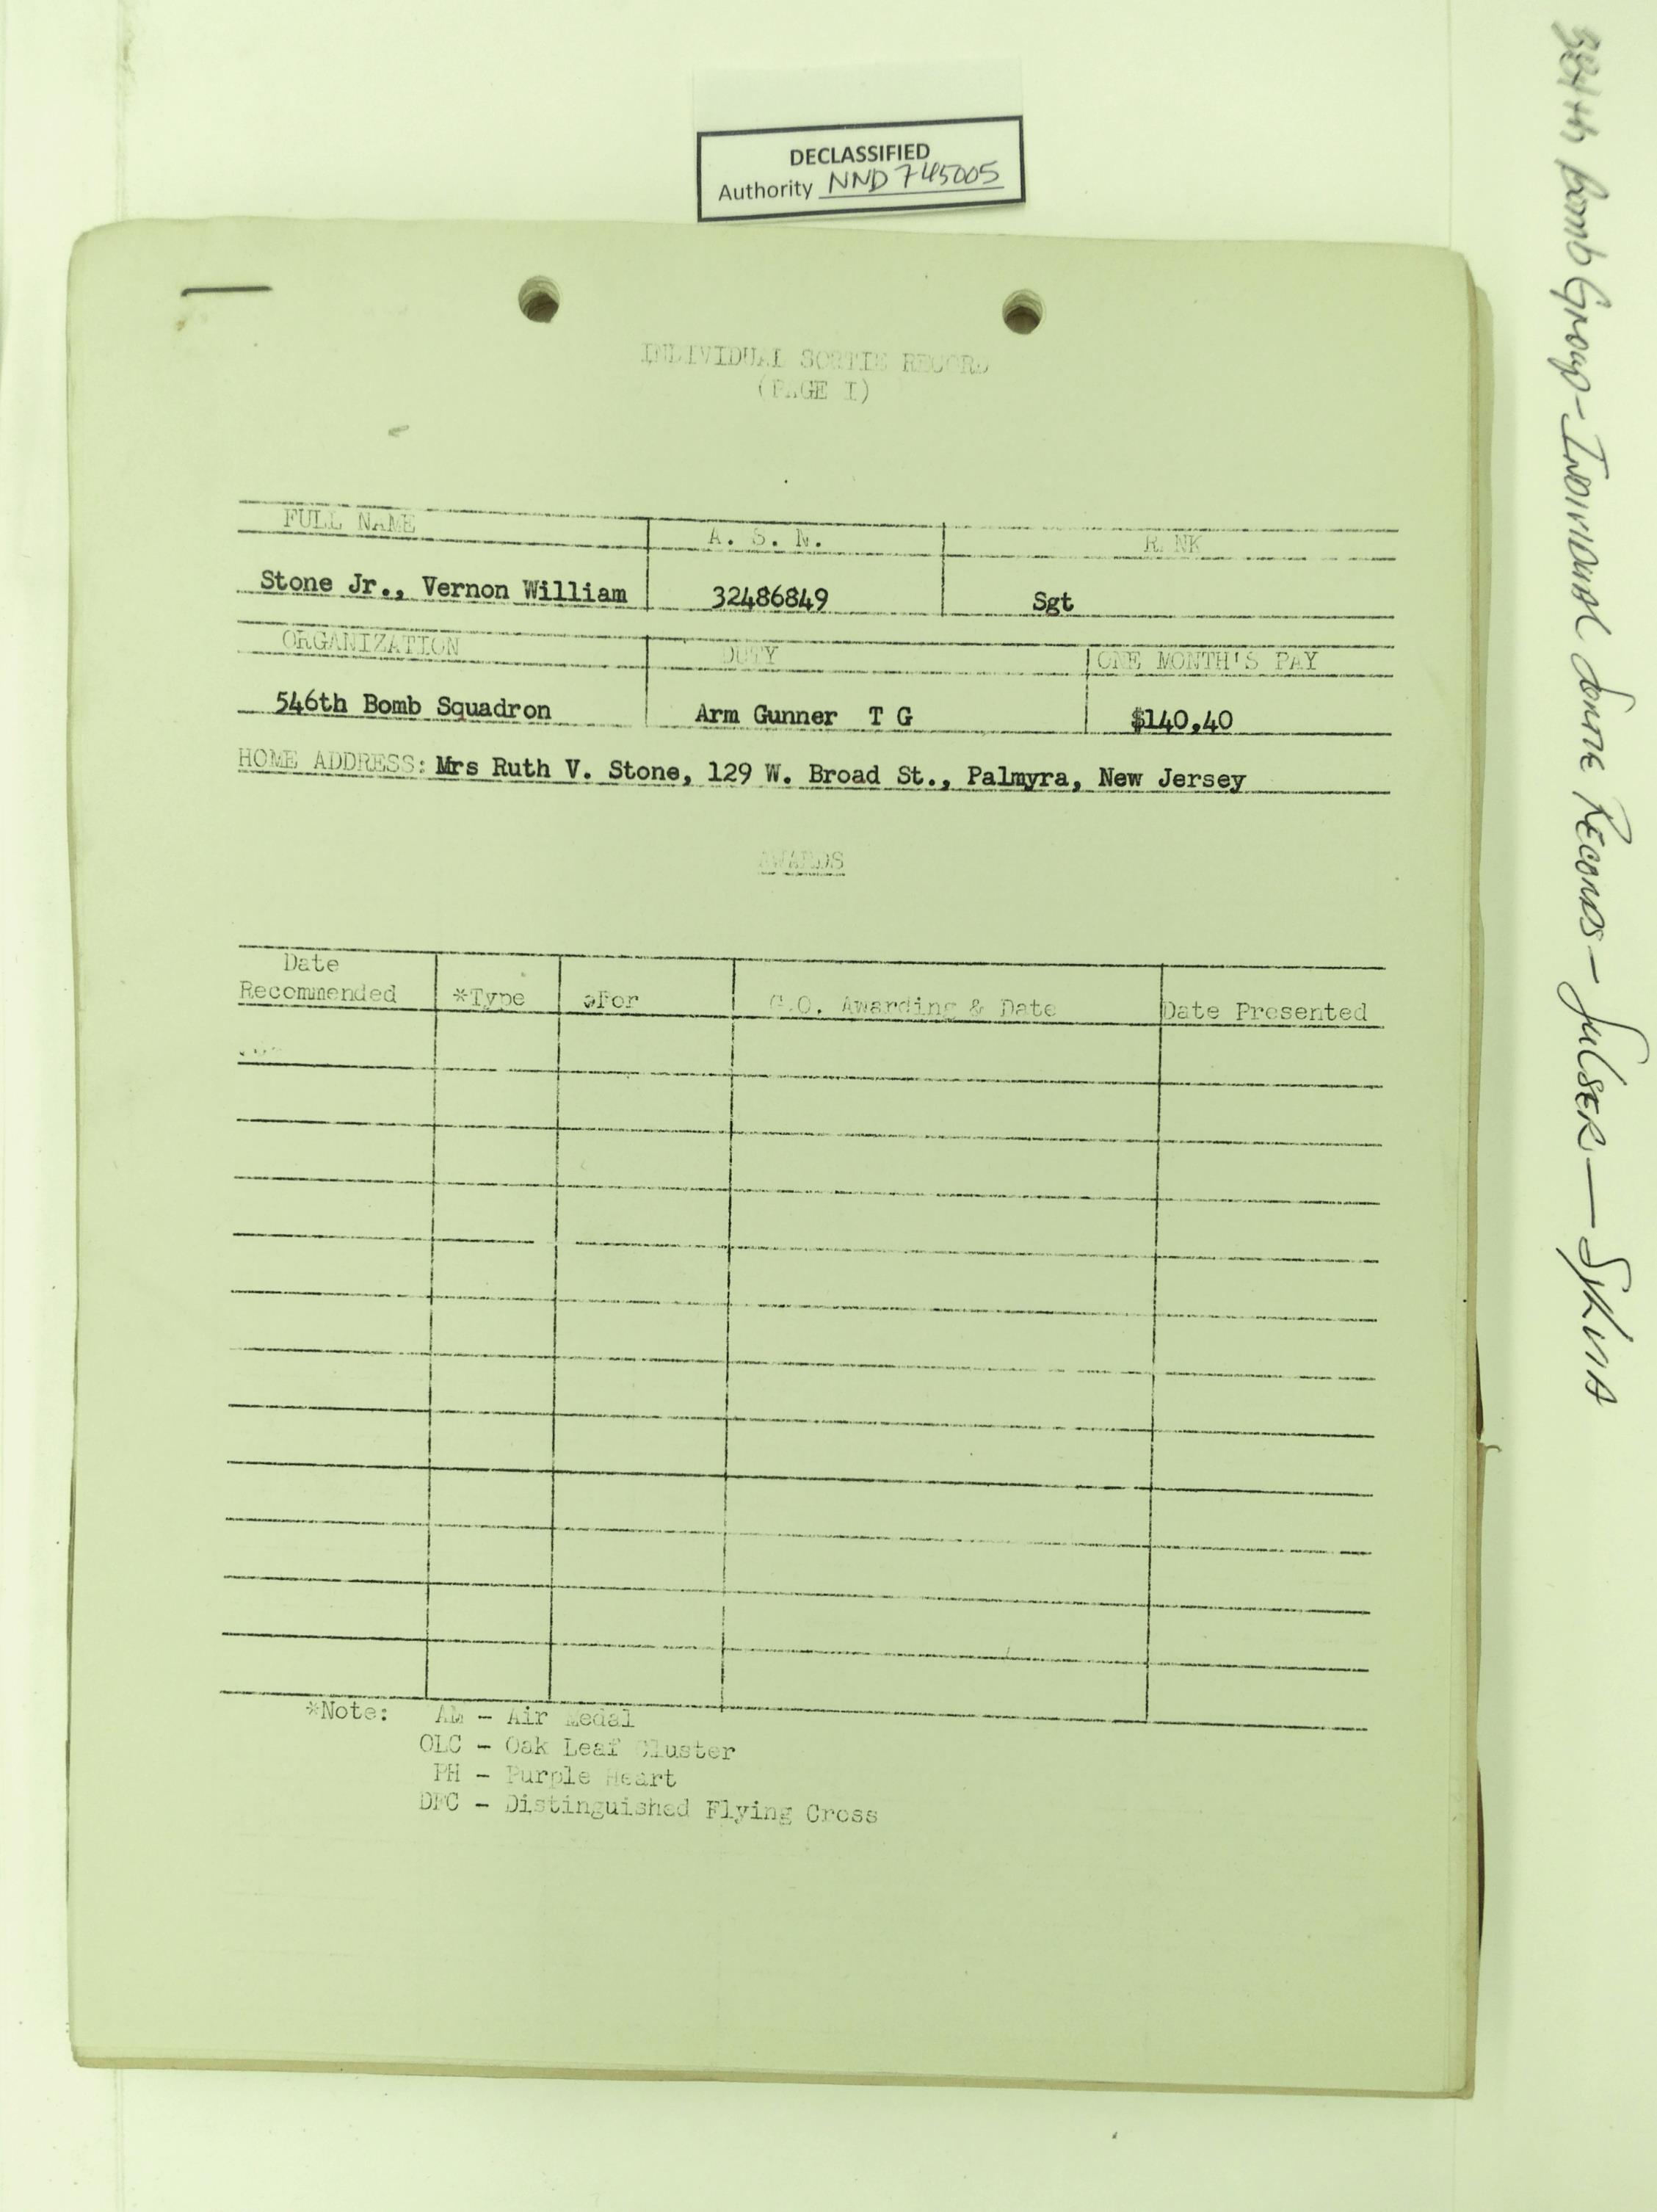 DECLASSIFIED
Authority NND 745005
INDIVIDUAL SORTIE RECORD
(PAGE I)
FULL NAME A. S. N. RANK
Stone Jr., Vernon William 32486849 Sgt
ORGANIZATION DUTY ONE MONTH'S PAY
546th Bomb Squadron Arm Gunner T G $140.40
HOME ADDRESS: Mrs Ruth V. Stone, 129 W. Broad St., Palmyra, New Jersey
AWARDS
Date
Recommended *Type For G.O. Awarding & Date Date Presented
*Note: AM - Air Medal
OLC - Oak Leaf Cluster
PH - Purple Heart
DFC - Distinguished Flying Cross
384th Bomb Group - Individual Sortie Records - Sulser - Sykina